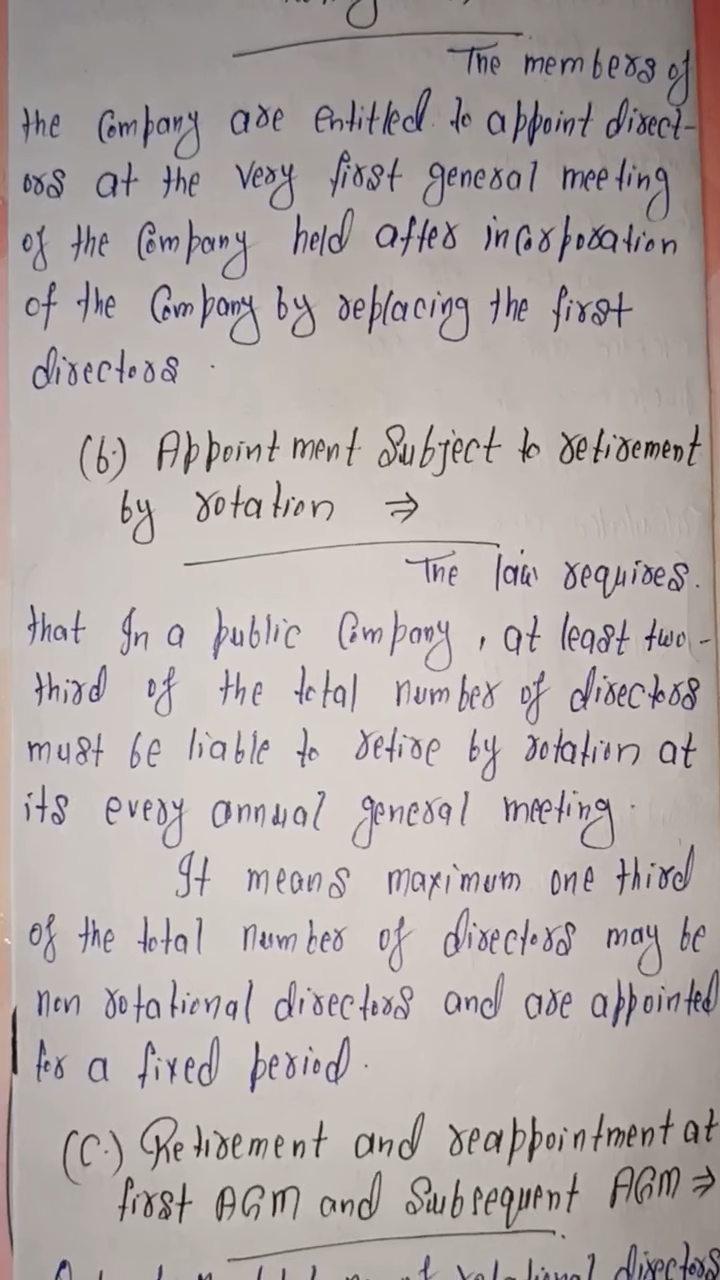 The members of
the Company are entitled to appoint direct-
ors at the very first general meeting
of the Company held after incorporation
of the Company by replacing the first
directors.
(b.) Appointment Subject to retirement
by rotation ⇒
The law requires.
that In a public Company, at least two-
third of the total number of directors
must be liable to retire by rotation at
its every annual general meeting.
It means maximum one third
of the total number of directors may be
non rotational directors and are appointed
for a fixed period.
(C.) Retirement and reappointment at
first AGM and Subsequent AGM ⇒
rotational directors